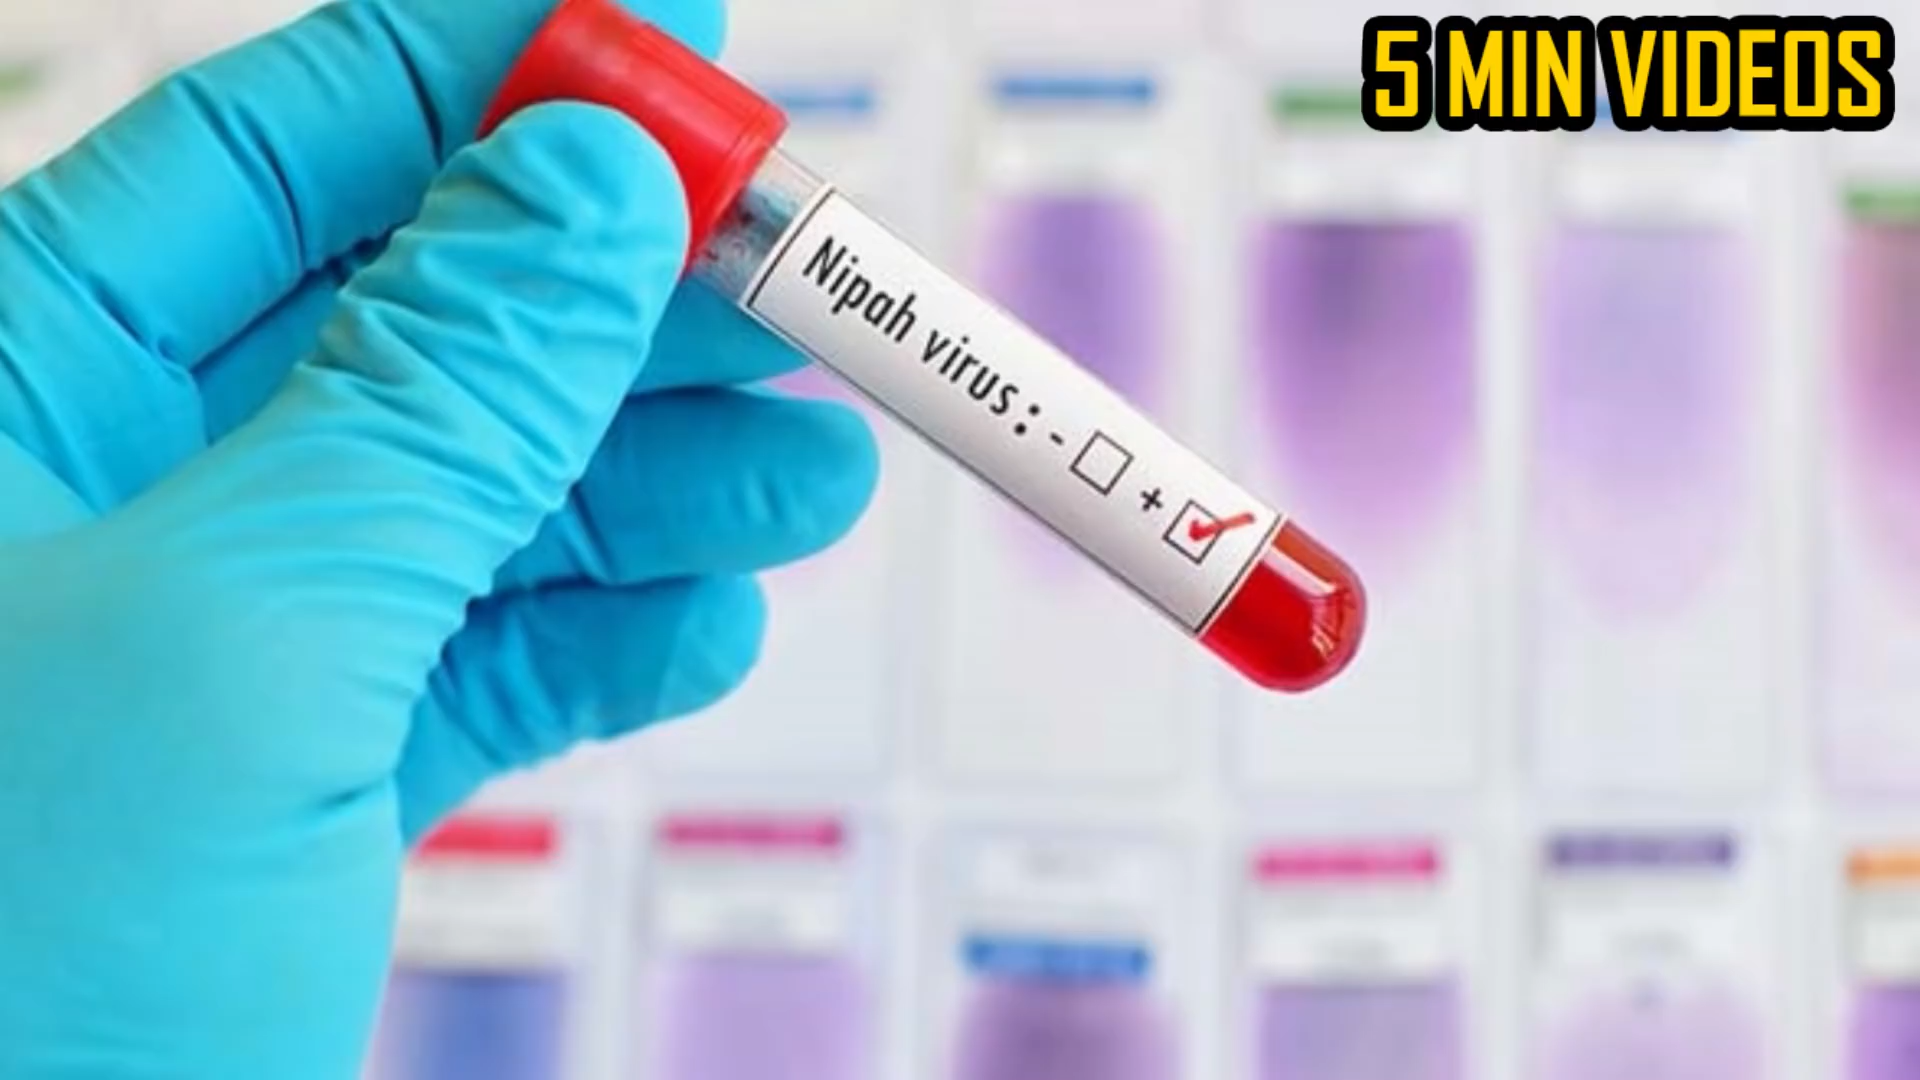 5 MIN VIDEOS
Nipah virus : - ☐ + ☑